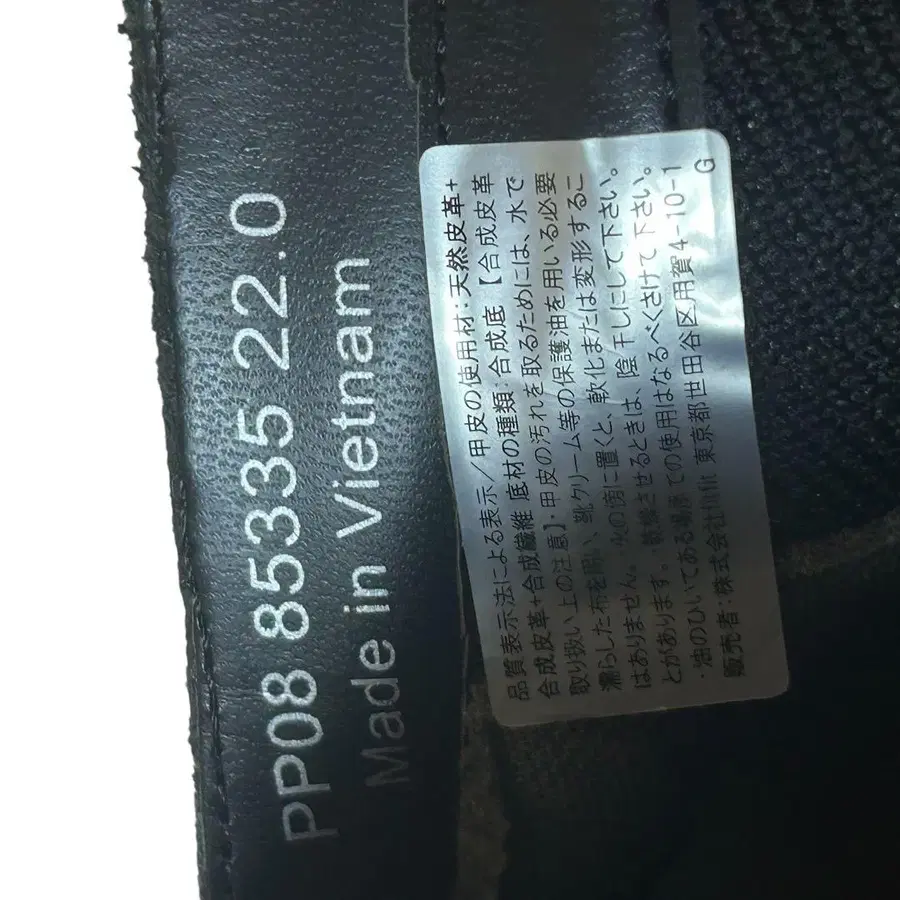 PP08 85335 22.0
Made in Vietnam
品質表示法による表示／甲皮の使用材:天然皮革+
合成皮革+合成繊維 底材の種類:合成底 【合成皮革
取り扱い上の注意】・甲皮の汚れを取るためには、水で
濡らした布を用い、靴クリーム等の保護油を用いる必要
はありません。・火の傍に置くと、軟化または変形するこ
とがあります。・乾燥させるときは、陰干しにして下さい。
・油のひいてある場所での使用はなるべくさけて下さい。
販売者:株式会社fitfit 東京都世田谷区用賀4-10-1
G